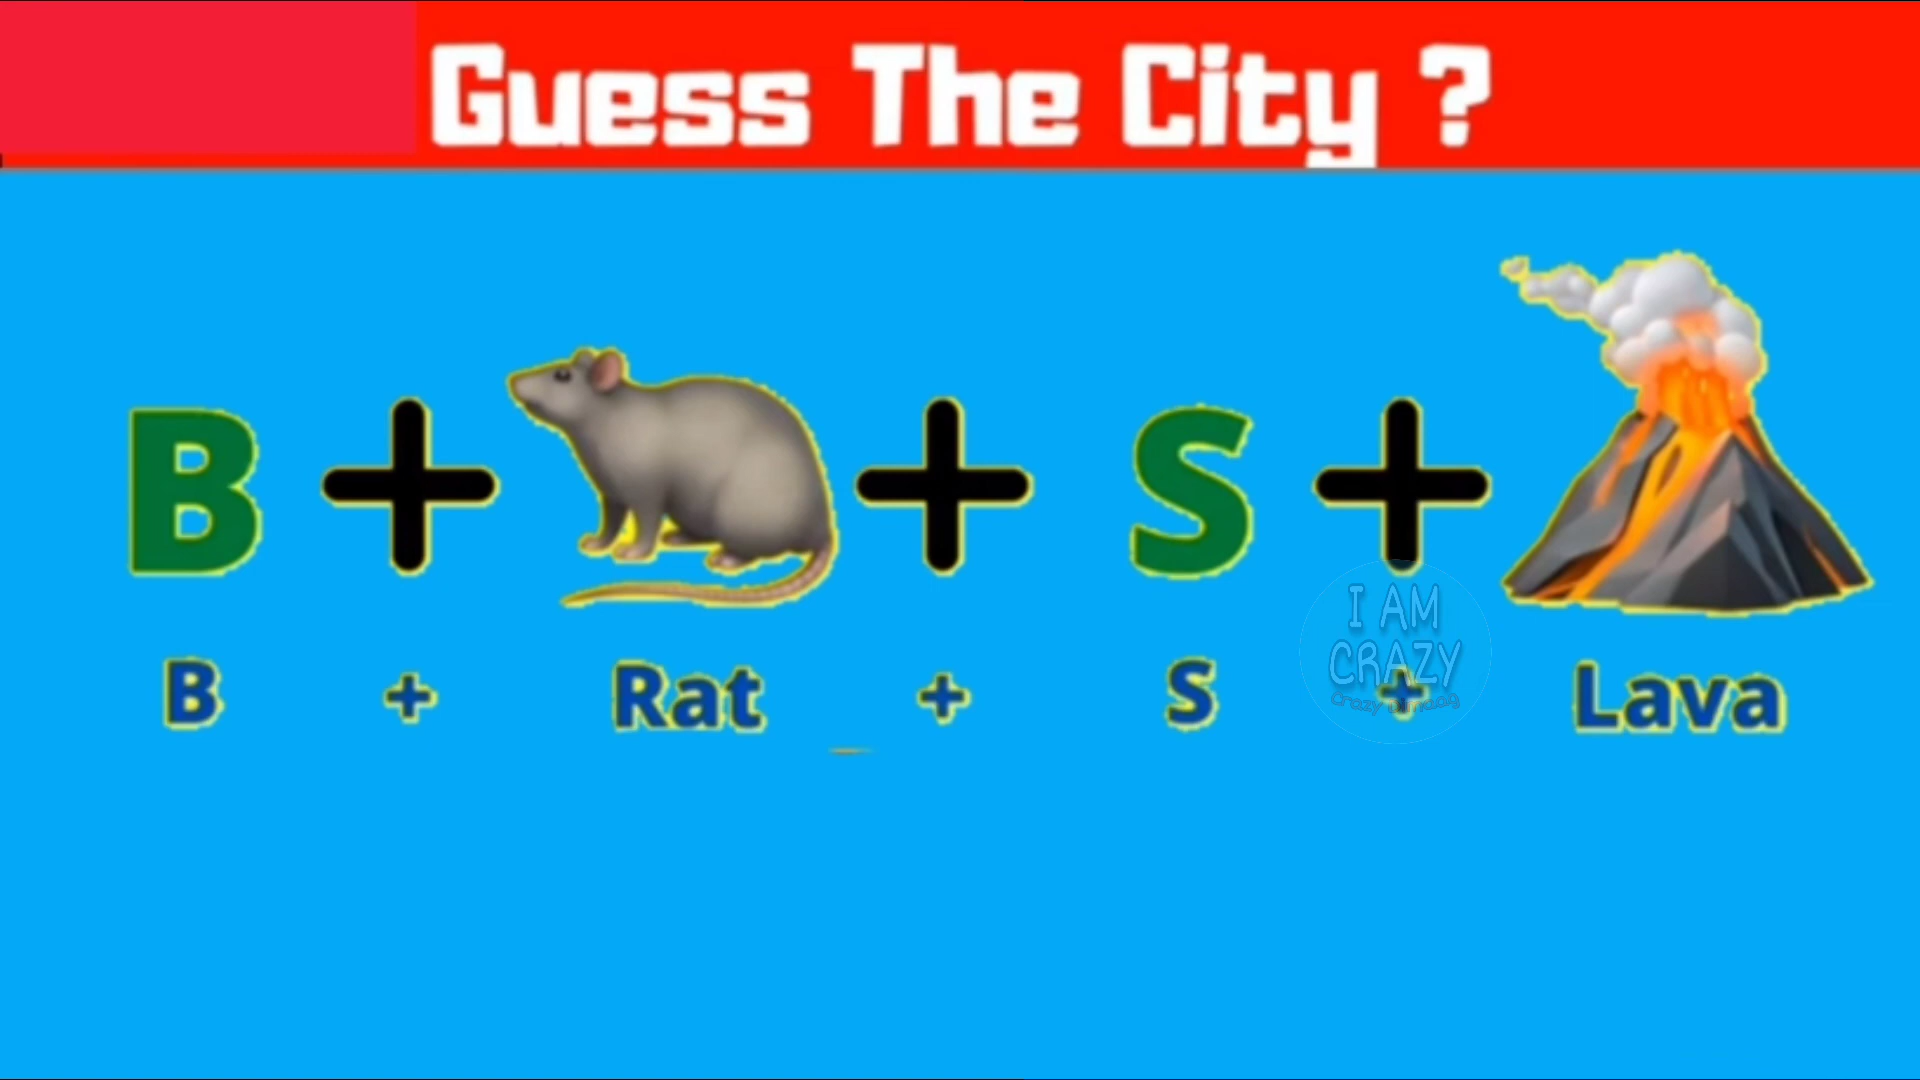 Guess The City ?
B + S +
B + Rat + S + Lava
I AM
CRAZY